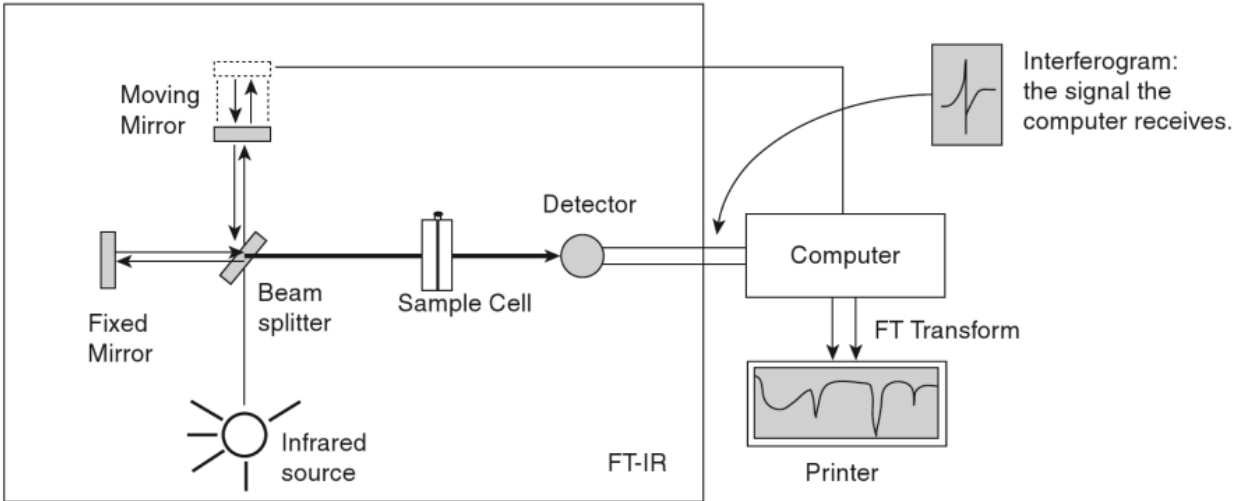 Moving
Mirror
Interferogram:
the signal the
computer receives.
Detector
Computer
Beam
splitter
Sample Cell
Fixed
Mirror
FT Transform
Infrared
source
FT-IR
Printer